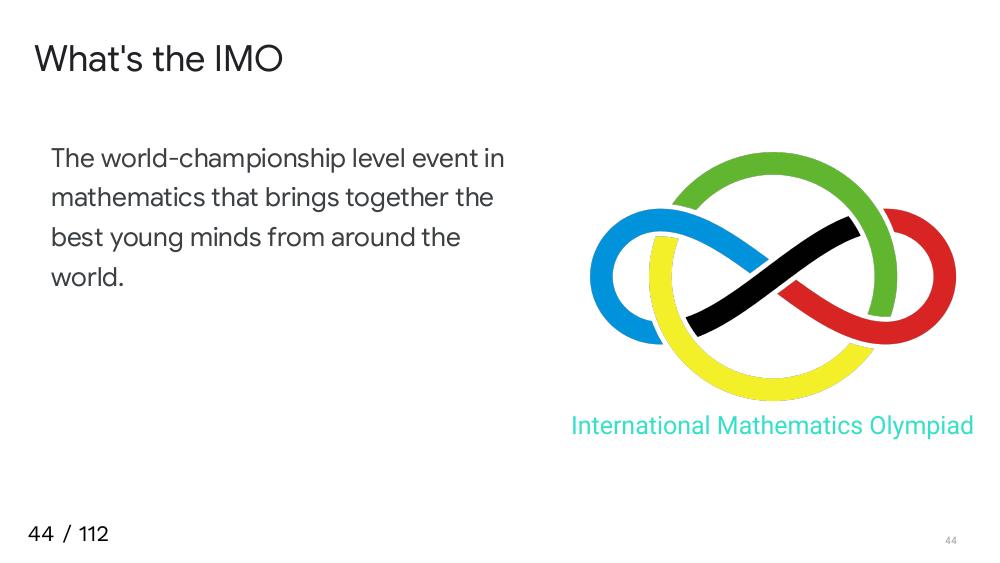 What's the IMO
The world-championship level event in
mathematics that brings together the
best young minds from around the
world.
International Mathematics Olympiad
44 / 112
44